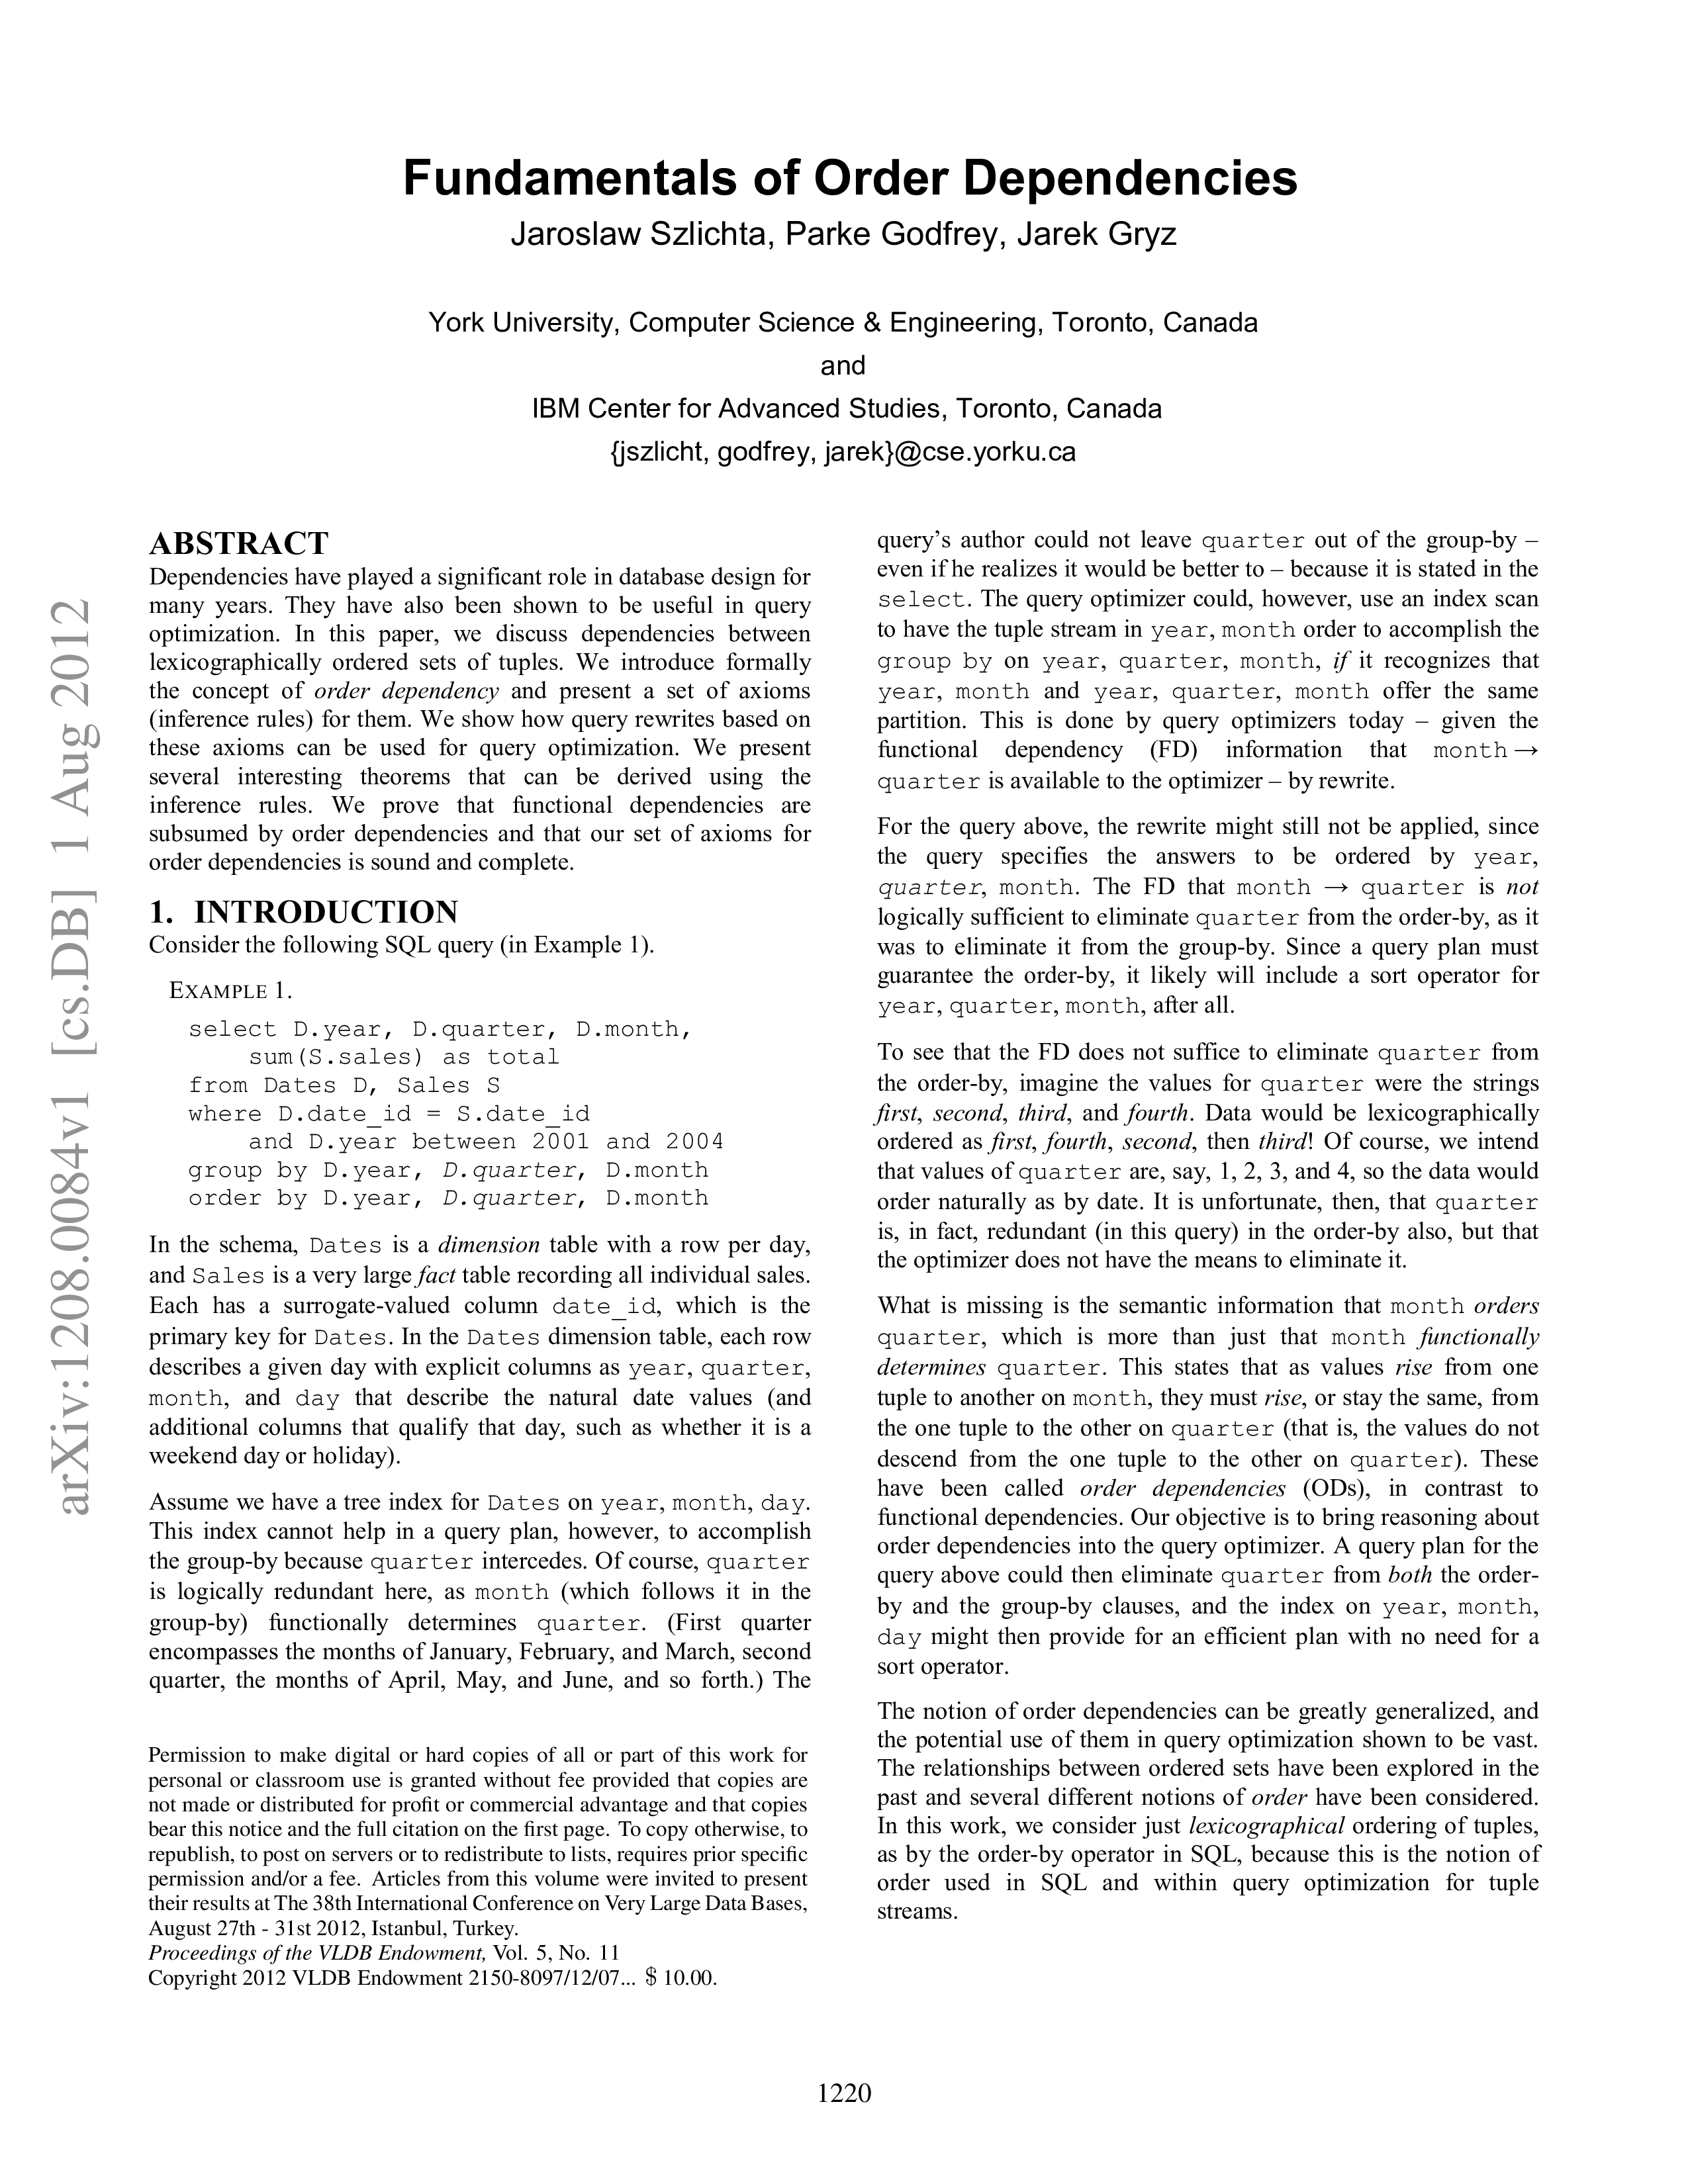 Fundamentals of Order Dependencies
Jaroslaw Szlichta, Parke Godfrey, Jarek Gryz
York University, Computer Science & Engineering, Toronto, Canada
and
IBM Center for Advanced Studies, Toronto, Canada
{jszlicht, godfrey, jarek}@cse.yorku.ca
arXiv:1208.0084v1 [cs.DB] 1 Aug 2012
ABSTRACT
Dependencies have played a significant role in database design for
many years. They have also been shown to be useful in query
optimization. In this paper, we discuss dependencies between
lexicographically ordered sets of tuples. We introduce formally
the concept of order dependency and present a set of axioms
(inference rules) for them. We show how query rewrites based on
these axioms can be used for query optimization. We present
several interesting theorems that can be derived using the
inference rules. We prove that functional dependencies are
subsumed by order dependencies and that our set of axioms for
order dependencies is sound and complete.
1. INTRODUCTION
Consider the following SQL query (in Example 1).
EXAMPLE 1.
select D.year, D.quarter, D.month,
sum(S.sales) as total
from Dates D, Sales S
where D.date_id = S.date_id
and D.year between 2001 and 2004
group by D.year, D.quarter, D.month
order by D.year, D.quarter, D.month
In the schema, Dates is a dimension table with a row per day,
and Sales is a very large fact table recording all individual sales.
Each has a surrogate-valued column date_id, which is the
primary key for Dates. In the Dates dimension table, each row
describes a given day with explicit columns as year, quarter,
month, and day that describe the natural date values (and
additional columns that qualify that day, such as whether it is a
weekend day or holiday).
Assume we have a tree index for Dates on year, month, day.
This index cannot help in a query plan, however, to accomplish
the group-by because quarter intercedes. Of course, quarter
is logically redundant here, as month (which follows it in the
group-by) functionally determines quarter. (First quarter
encompasses the months of January, February, and March, second
quarter, the months of April, May, and June, and so forth.) The
Permission to make digital or hard copies of all or part of this work for
personal or classroom use is granted without fee provided that copies are
not made or distributed for profit or commercial advantage and that copies
bear this notice and the full citation on the first page. To copy otherwise, to
republish, to post on servers or to redistribute to lists, requires prior specific
permission and/or a fee. Articles from this volume were invited to present
their results at The 38th International Conference on Very Large Data Bases,
August 27th - 31st 2012, Istanbul, Turkey.
Proceedings of the VLDB Endowment, Vol. 5, No. 11
Copyright 2012 VLDB Endowment 2150-8097/12/07... $ 10.00.
query's author could not leave quarter out of the group-by –
even if he realizes it would be better to – because it is stated in the
select. The query optimizer could, however, use an index scan
to have the tuple stream in year, month order to accomplish the
group by on year, quarter, month, if it recognizes that
year, month and year, quarter, month offer the same
partition. This is done by query optimizers today – given the
functional dependency (FD) information that month →
quarter is available to the optimizer – by rewrite.
For the query above, the rewrite might still not be applied, since
the query specifies the answers to be ordered by year,
quarter, month. The FD that month → quarter is not
logically sufficient to eliminate quarter from the order-by, as it
was to eliminate it from the group-by. Since a query plan must
guarantee the order-by, it likely will include a sort operator for
year, quarter, month, after all.
To see that the FD does not suffice to eliminate quarter from
the order-by, imagine the values for quarter were the strings
first, second, third, and fourth. Data would be lexicographically
ordered as first, fourth, second, then third! Of course, we intend
that values of quarter are, say, 1, 2, 3, and 4, so the data would
order naturally as by date. It is unfortunate, then, that quarter
is, in fact, redundant (in this query) in the order-by also, but that
the optimizer does not have the means to eliminate it.
What is missing is the semantic information that month orders
quarter, which is more than just that month functionally
determines quarter. This states that as values rise from one
tuple to another on month, they must rise, or stay the same, from
the one tuple to the other on quarter (that is, the values do not
descend from the one tuple to the other on quarter). These
have been called order dependencies (ODs), in contrast to
functional dependencies. Our objective is to bring reasoning about
order dependencies into the query optimizer. A query plan for the
query above could then eliminate quarter from both the order-
by and the group-by clauses, and the index on year, month,
day might then provide for an efficient plan with no need for a
sort operator.
The notion of order dependencies can be greatly generalized, and
the potential use of them in query optimization shown to be vast.
The relationships between ordered sets have been explored in the
past and several different notions of order have been considered.
In this work, we consider just lexicographical ordering of tuples,
as by the order-by operator in SQL, because this is the notion of
order used in SQL and within query optimization for tuple
streams.
1220